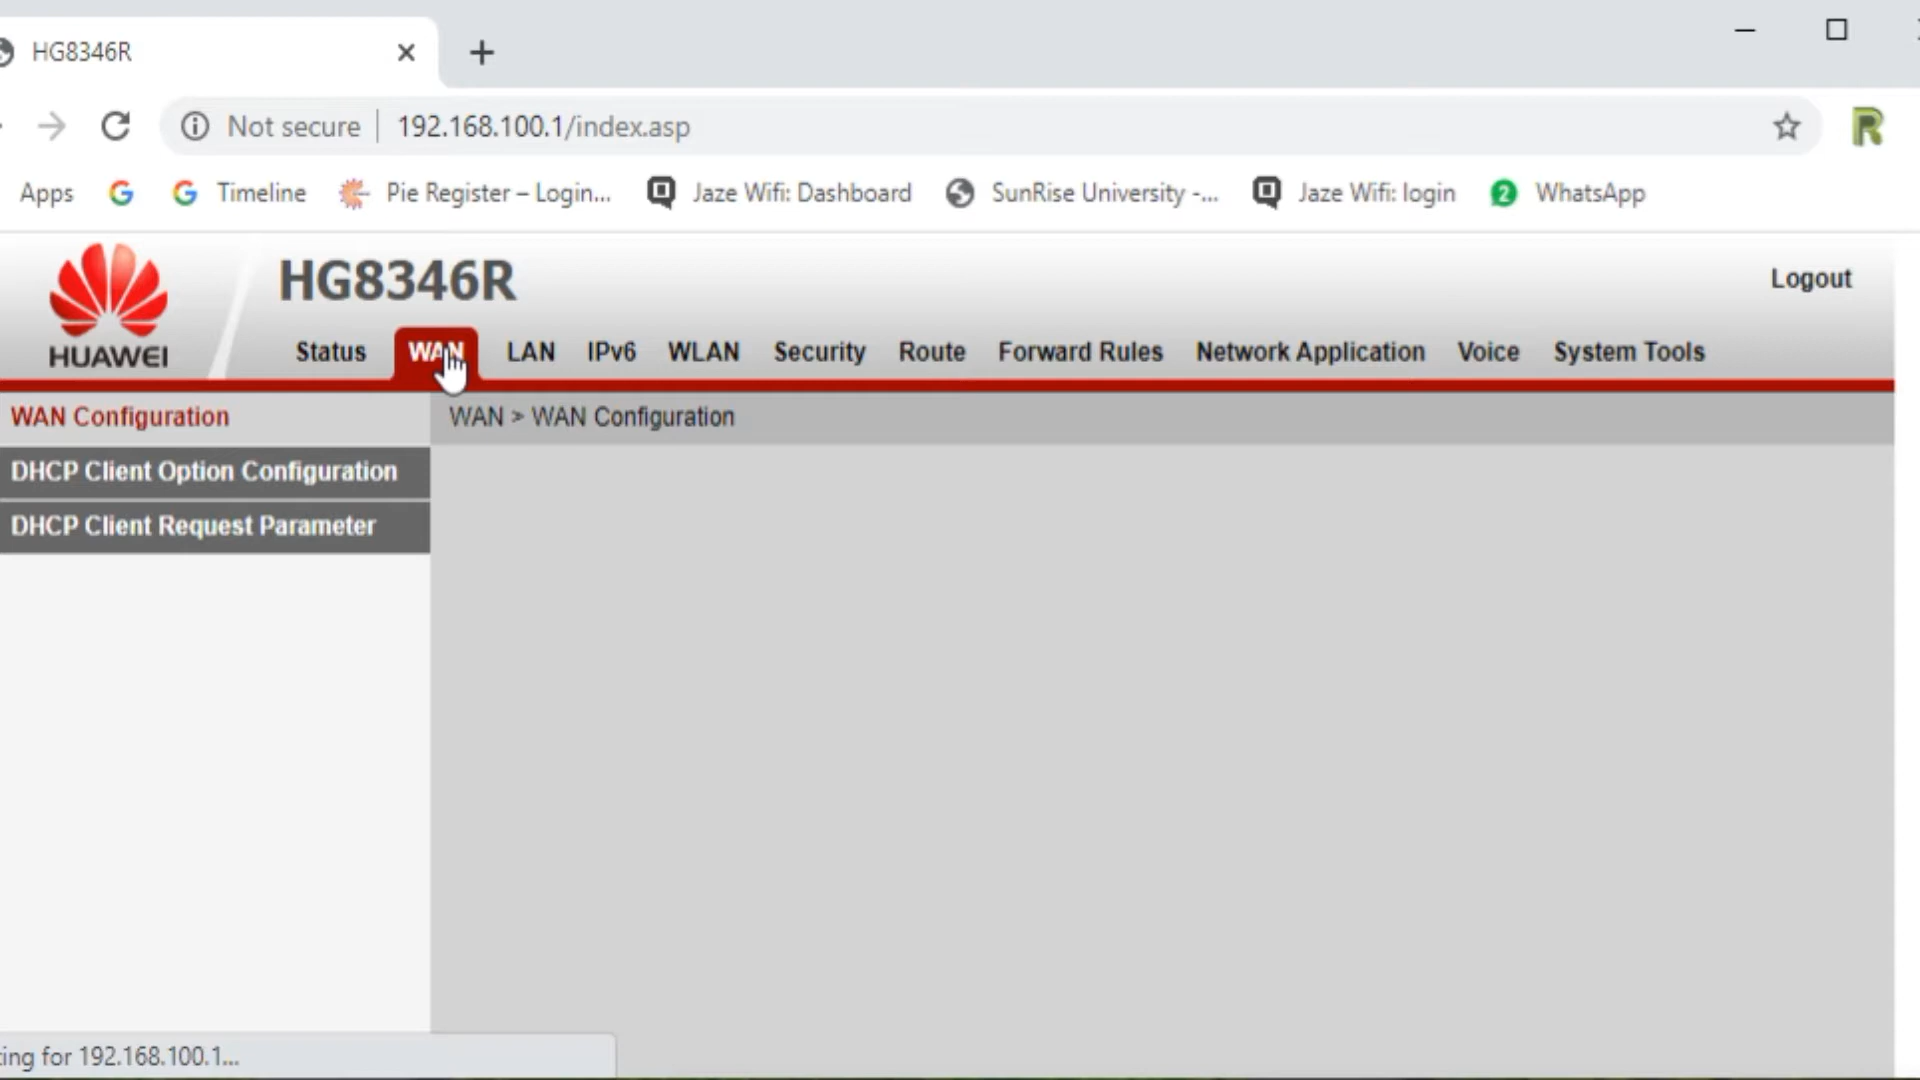 HG8346R
Not secure 192.168.100.1/index.asp
Apps Timeline Pie Register – Login... Jaze Wifi: Dashboard SunRise University -... Jaze Wifi: login 2 WhatsApp
HUAWEI
HG8346R
Logout
Status WAN LAN IPv6 WLAN Security Route Forward Rules Network Application Voice System Tools
WAN Configuration
WAN > WAN Configuration
DHCP Client Option Configuration
DHCP Client Request Parameter
for 192.168.100.1...